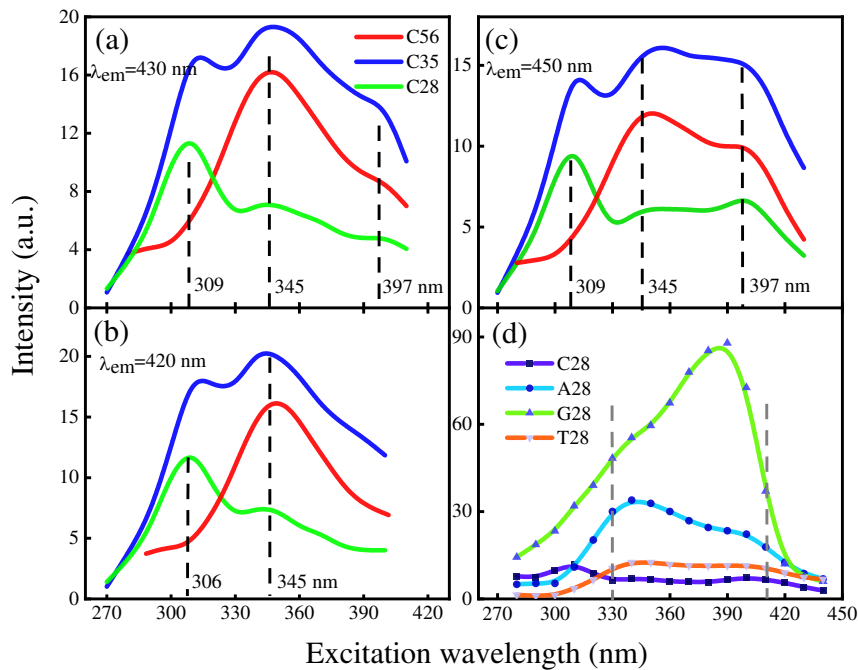 (a)
λem=430 nm
C56
C35
C28
20
16
12
8
4
0
309
345
397 nm
(c)
λem=450 nm
15
10
5
0
309
345
397 nm
(b)
λem=420 nm
20
15
10
5
0
306
345 nm
270
300
330
360
390
420
(d)
C28
A28
G28
T28
90
60
30
0
270
300
330
360
390
420
450
Intensity (a.u.)
Excitation wavelength (nm)